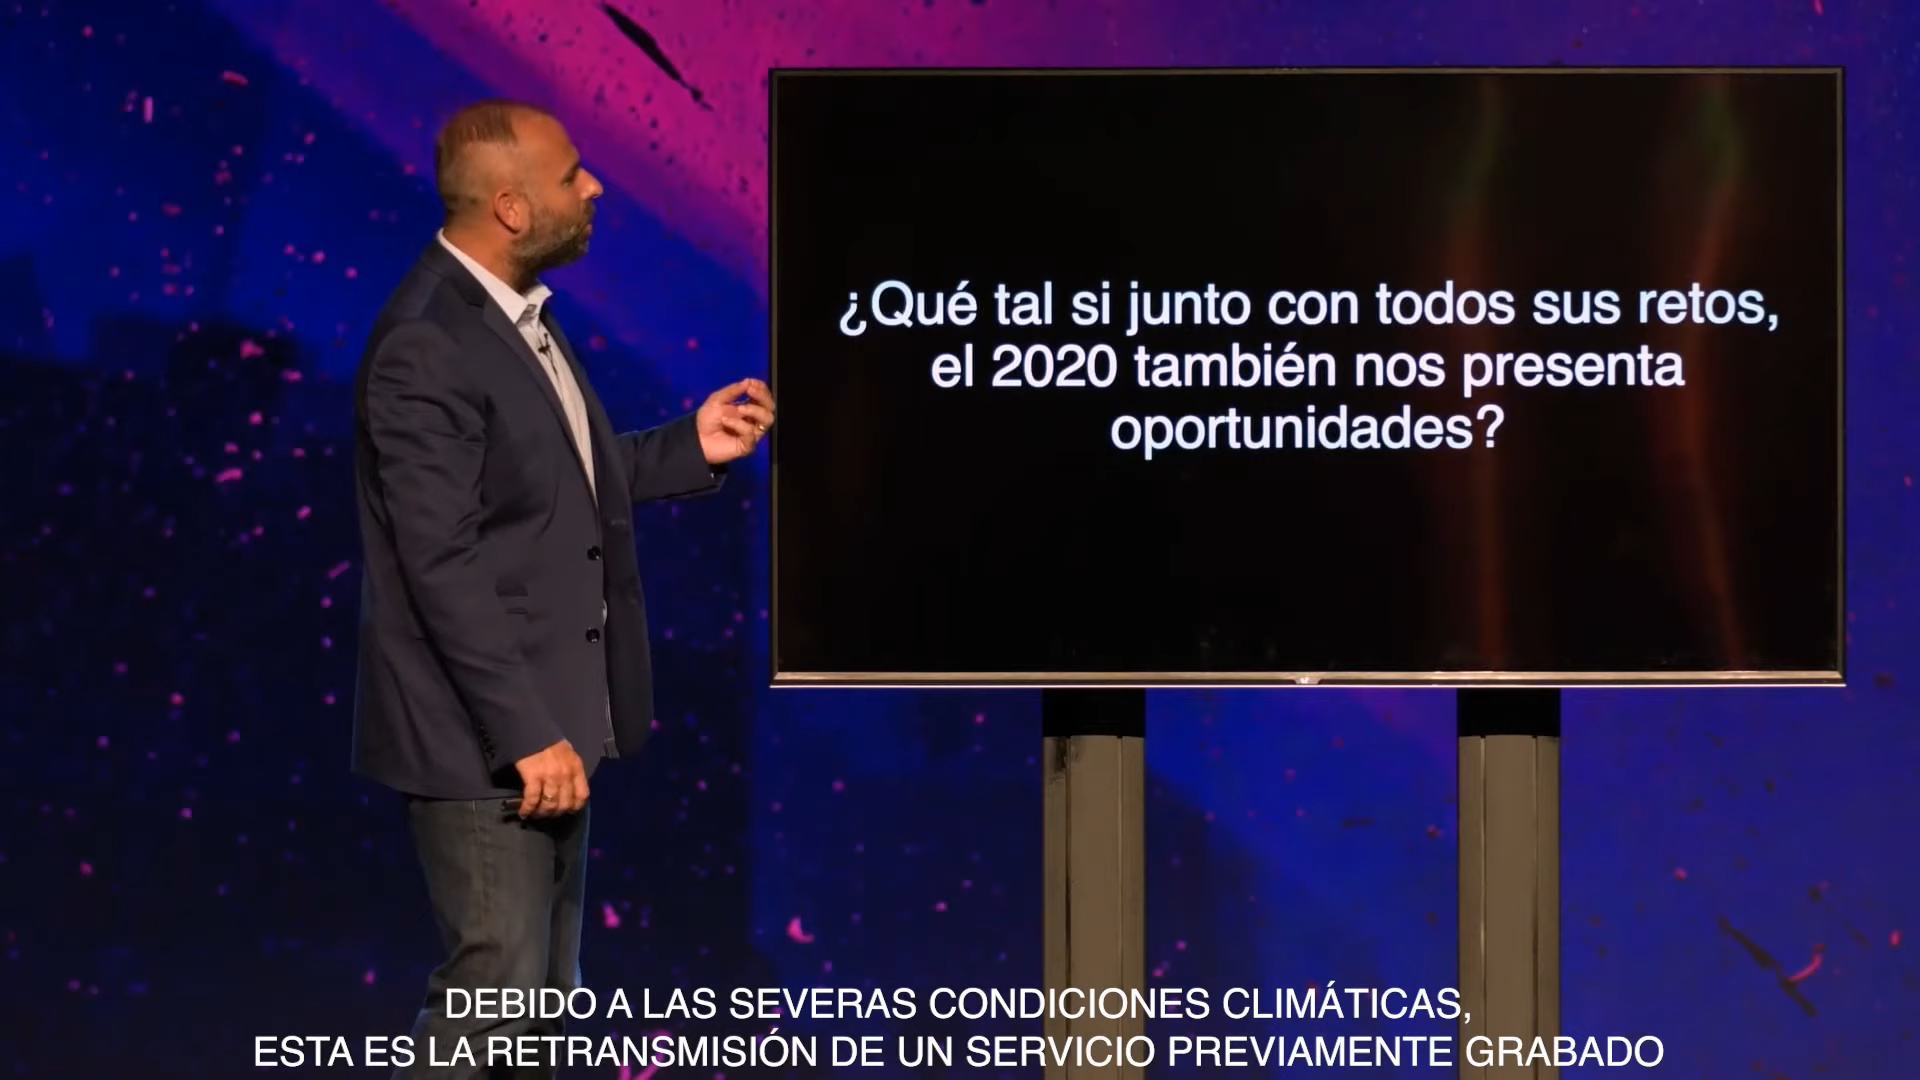 ¿Qué tal si junto con todos sus retos,
el 2020 también nos presenta
oportunidades?
DEBIDO A LAS SEVERAS CONDICIONES CLIMÁTICAS,
ESTA ES LA RETRANSMISIÓN DE UN SERVICIO PREVIAMENTE GRABADO